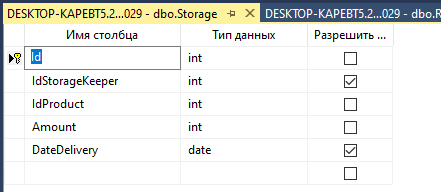 DESKTOP-KAPEBT5.2...029 - dbo.Storage
DESKTOP-KAPEBT5.2...029 - dbo.R
Имя столбца Тип данных Разрешить ...
Id int
IdStorageKeeper int
IdProduct int
Amount int
DateDelivery date